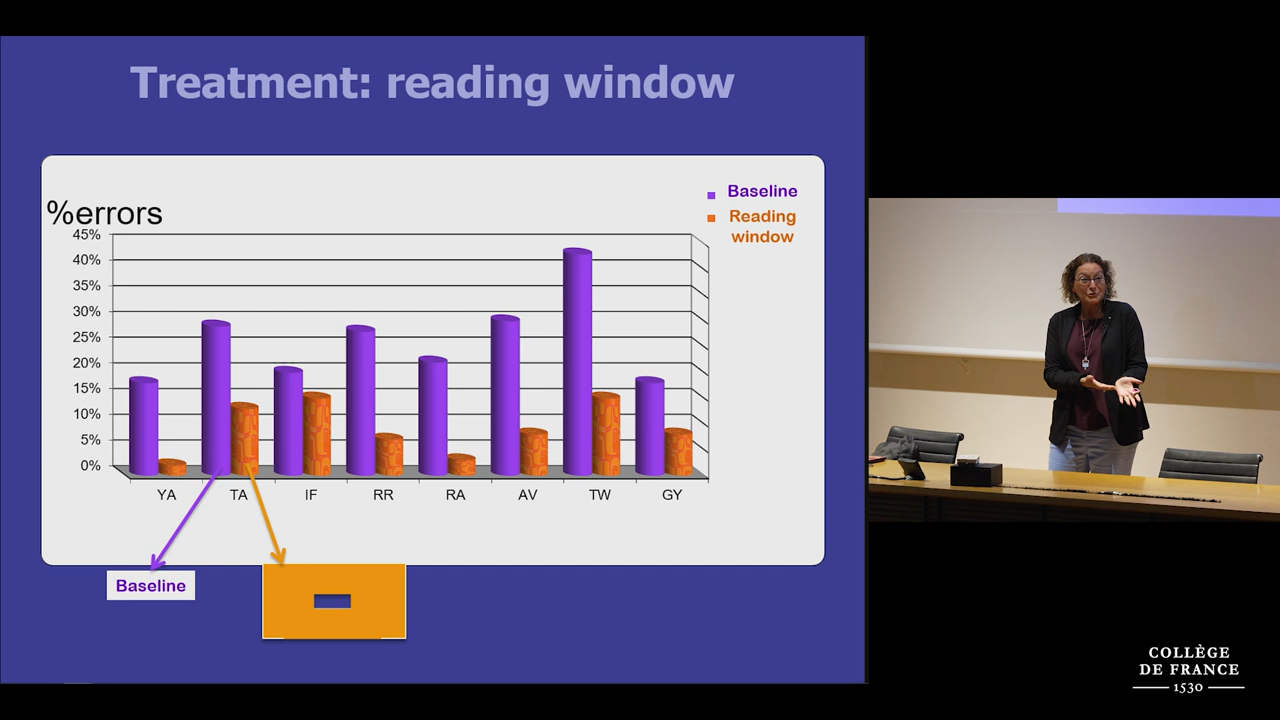 Treatment: reading window
%errors
Baseline
Reading
window
45%
40%
35%
30%
25%
20%
15%
10%
5%
0%
YA TA IF RR RA AV TW GY
Baseline
COLLÈGE
DE FRANCE
1530